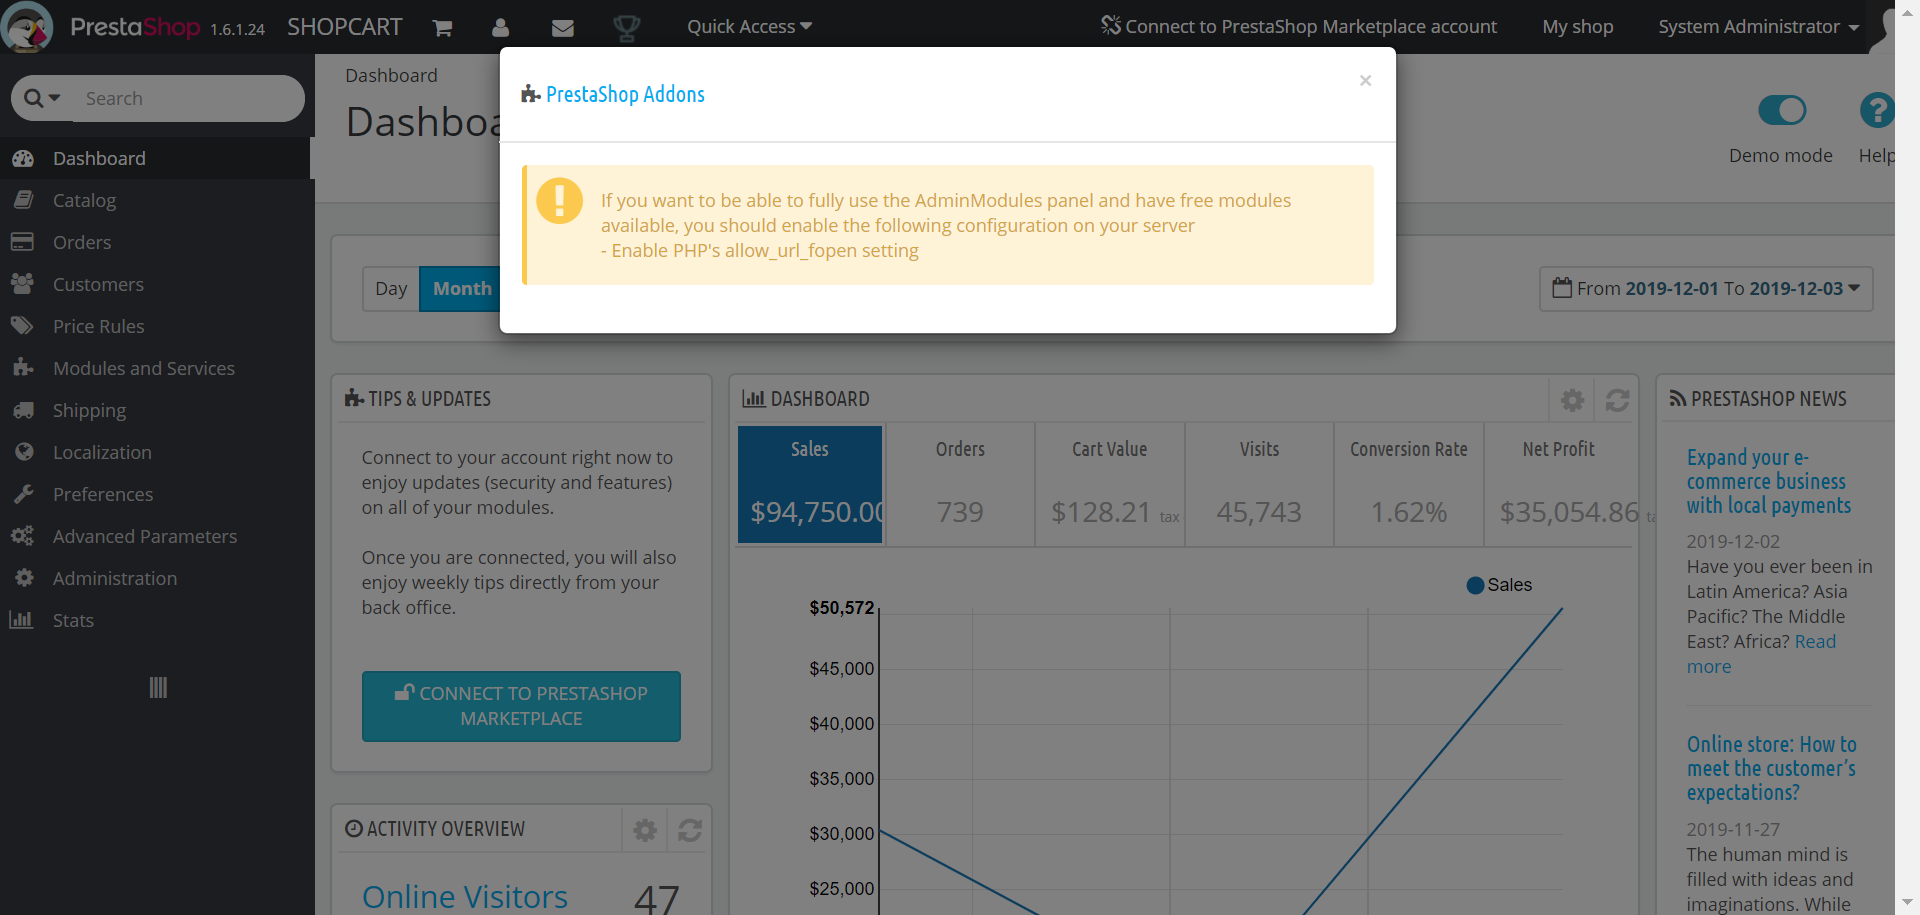 PrestaShop 1.6.1.24 SHOPCART Quick Access Connect to PrestaShop Marketplace account My shop System Administrator
Search
Dashboard
Catalog
Orders
Customers
Price Rules
Modules and Services
Shipping
Localization
Preferences
Advanced Parameters
Administration
Stats
Dashboard
Demo mode
Help
PrestaShop Addons
×
If you want to be able to fully use the AdminModules panel and have free modules
available, you should enable the following configuration on your server
- Enable PHP's allow_url_fopen setting
Day Month
From 2019-12-01 To 2019-12-03
TIPS & UPDATES
Connect to your account right now to
enjoy updates (security and features)
on all of your modules.
Once you are connected, you will also
enjoy weekly tips directly from your
back office.
CONNECT TO PRESTASHOP
MARKETPLACE
ACTIVITY OVERVIEW
Online Visitors 47
DASHBOARD
Sales Orders Cart Value Visits Conversion Rate Net Profit
$94,750.00 739 $128.21 tax 45,743 1.62% $35,054.86
Sales
$50,572
$45,000
$40,000
$35,000
$30,000
$25,000
PRESTASHOP NEWS
Expand your e-
commerce business
with local payments
2019-12-02
Have you ever been in
Latin America? Asia
Pacific? The Middle
East? Africa? Read
more
Online store: How to
meet the customer’s
expectations?
2019-11-27
The human mind is
filled with ideas and
imaginations. While